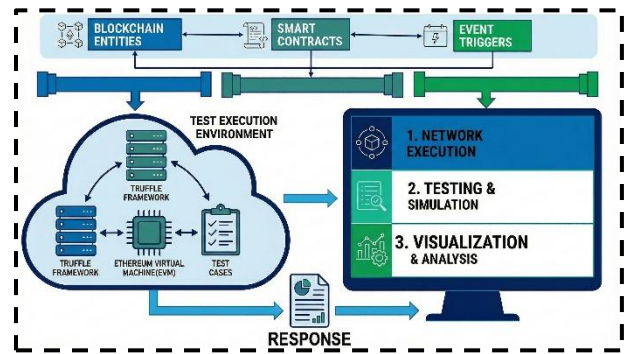 BLOCKCHAIN
ENTITIES
SMART
CONTRACTS
EVENT
TRIGGERS
TEST EXECUTION
ENVIRONMENT
TRUFFLE
FRAMEWORK
TRUFFLE
FRAMEWORK
ETHEREUM VIRTUAL
MACHINE(EVM)
TEST
CASES
1. NETWORK
EXECUTION
2. TESTING &
SIMULATION
3. VISUALIZATION
& ANALYSIS
RESPONSE